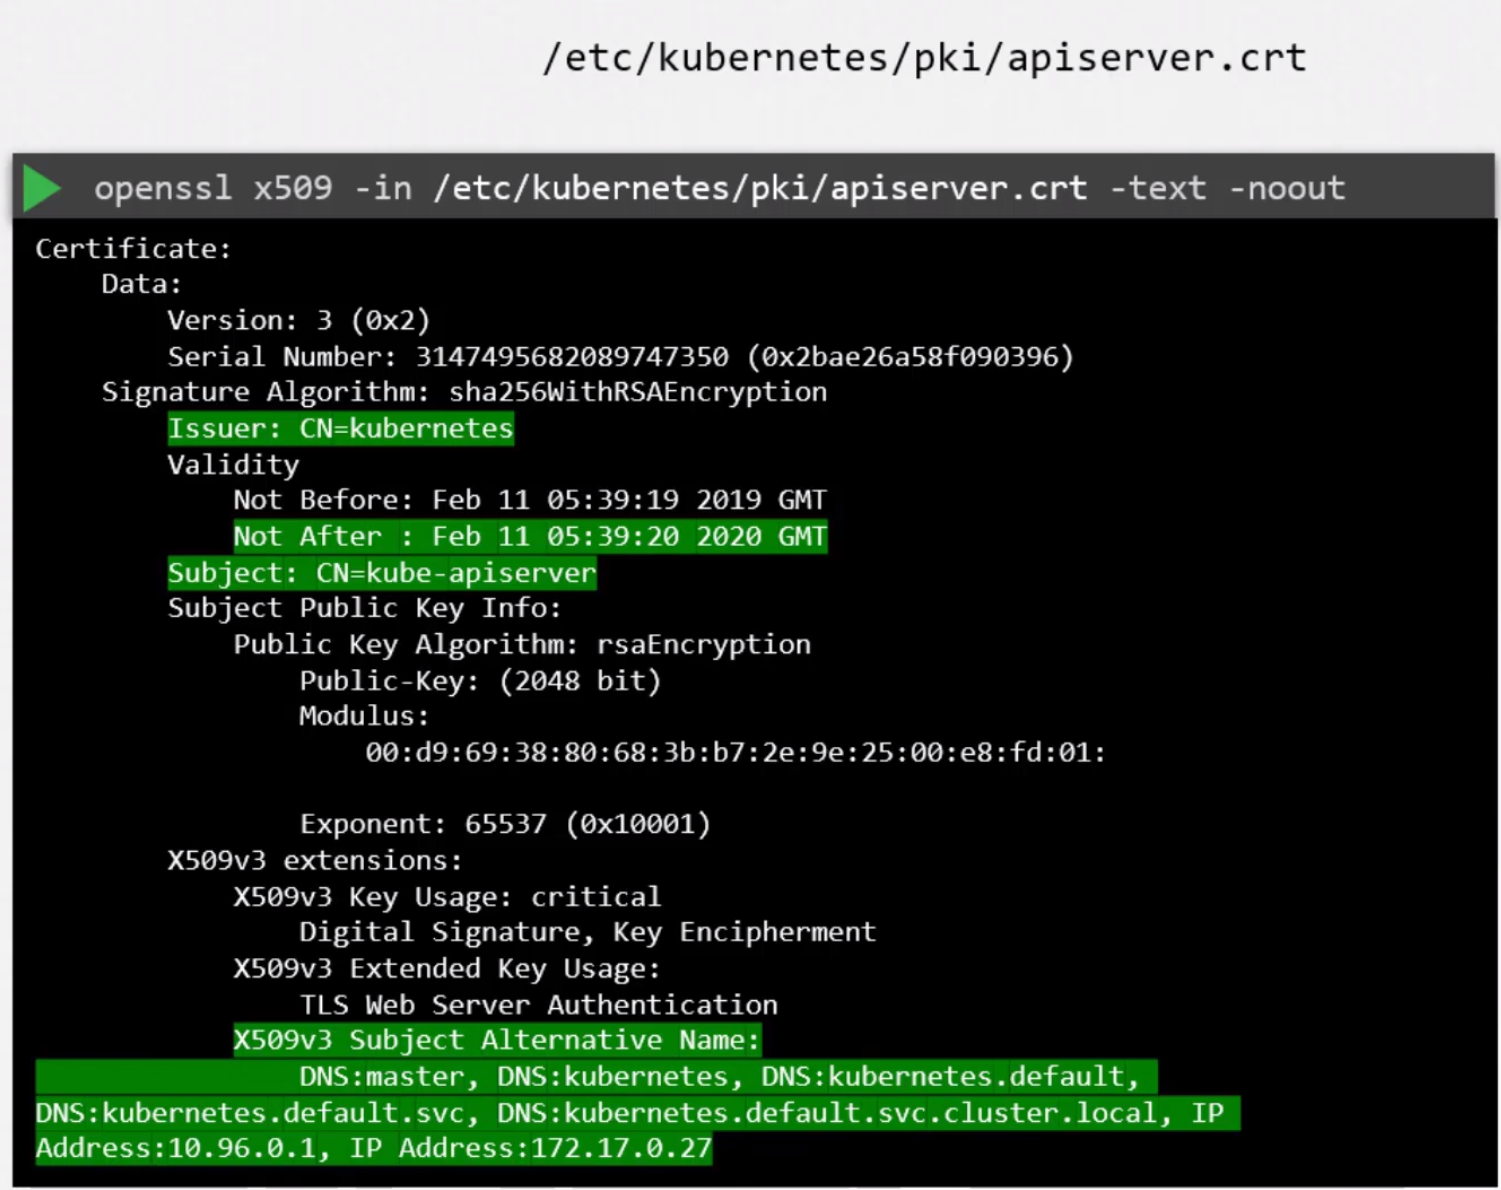 /etc/kubernetes/pki/apiserver.crt
openssl x509 -in /etc/kubernetes/pki/apiserver.crt -text -noout
Certificate:
Data:
Version: 3 (0x2)
Serial Number: 3147495682089747350 (0x2bae26a58f090396)
Signature Algorithm: sha256WithRSAEncryption
Issuer: CN=kubernetes
Validity
Not Before: Feb 11 05:39:19 2019 GMT
Not After : Feb 11 05:39:20 2020 GMT
Subject: CN=kube-apiserver
Subject Public Key Info:
Public Key Algorithm: rsaEncryption
Public-Key: (2048 bit)
Modulus:
00:d9:69:38:80:68:3b:b7:2e:9e:25:00:e8:fd:01:
Exponent: 65537 (0x10001)
X509v3 extensions:
X509v3 Key Usage: critical
Digital Signature, Key Encipherment
X509v3 Extended Key Usage:
TLS Web Server Authentication
X509v3 Subject Alternative Name:
DNS:master, DNS:kubernetes, DNS:kubernetes.default,
DNS:kubernetes.default.svc, DNS:kubernetes.default.svc.cluster.local, IP
Address:10.96.0.1, IP Address:172.17.0.27